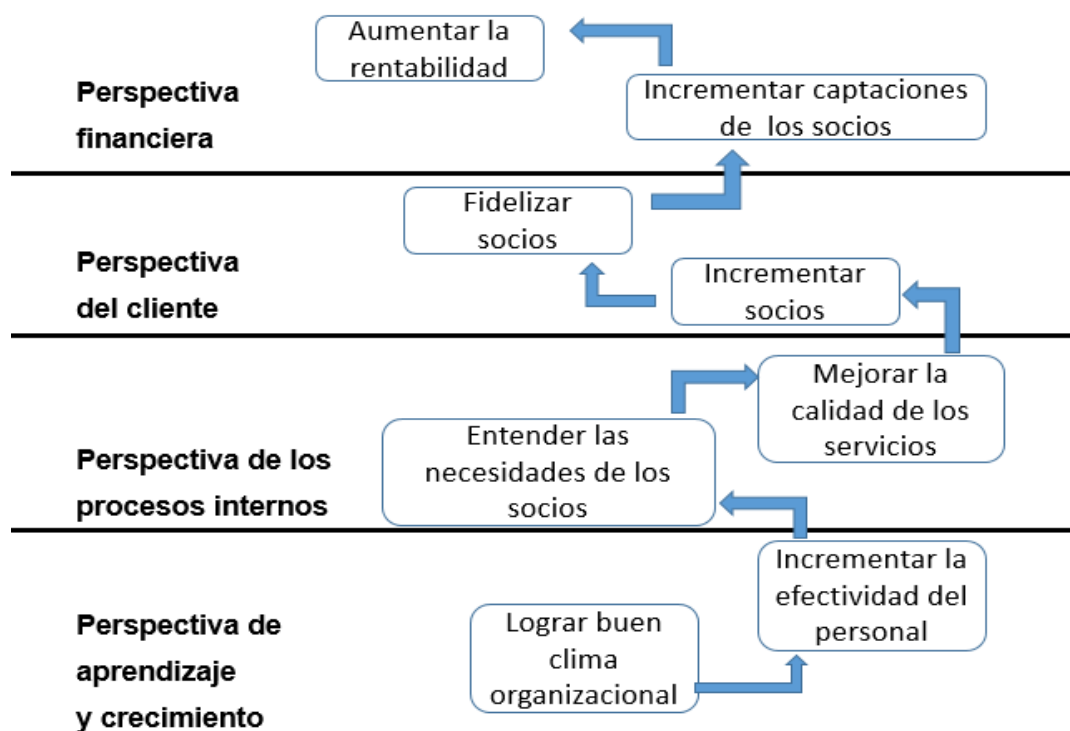 Aumentar la
rentabilidad
Perspectiva
financiera
Incrementar captaciones
de los socios
Fidelizar
socios
Perspectiva
del cliente
Incrementar
socios
Mejorar la
calidad de los
servicios
Entender las
necesidades de los
socios
Perspectiva de los
procesos internos
Incrementar la
efectividad del
personal
Lograr buen
clima
organizacional
Perspectiva de
aprendizaje
y crecimiento